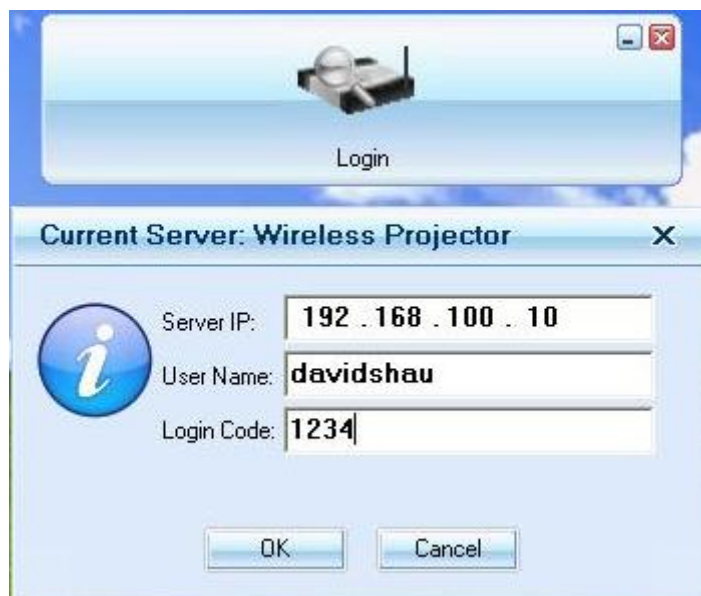 Login
Current Server: Wireless Projector
Server IP: 192 . 168 . 100 . 10
User Name: davidshau
Login Code: 1234
OK Cancel